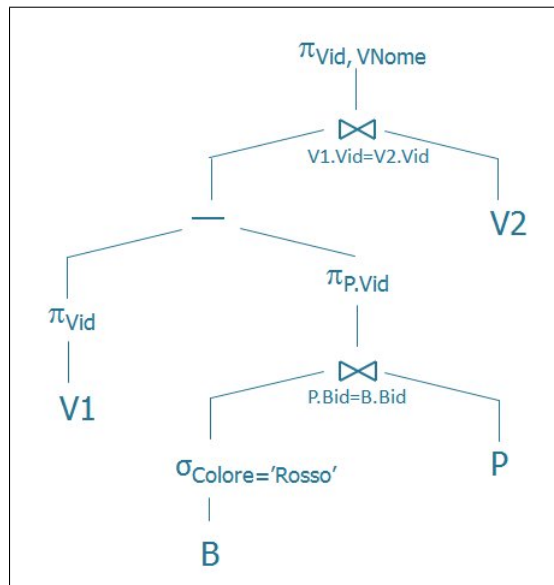 πVid, VNome
⋈
V1.Vid=V2.Vid
—
V2
πP.Vid
πVid
⋈
P.Bid=B.Bid
V1
σColore='Rosso'
P
B